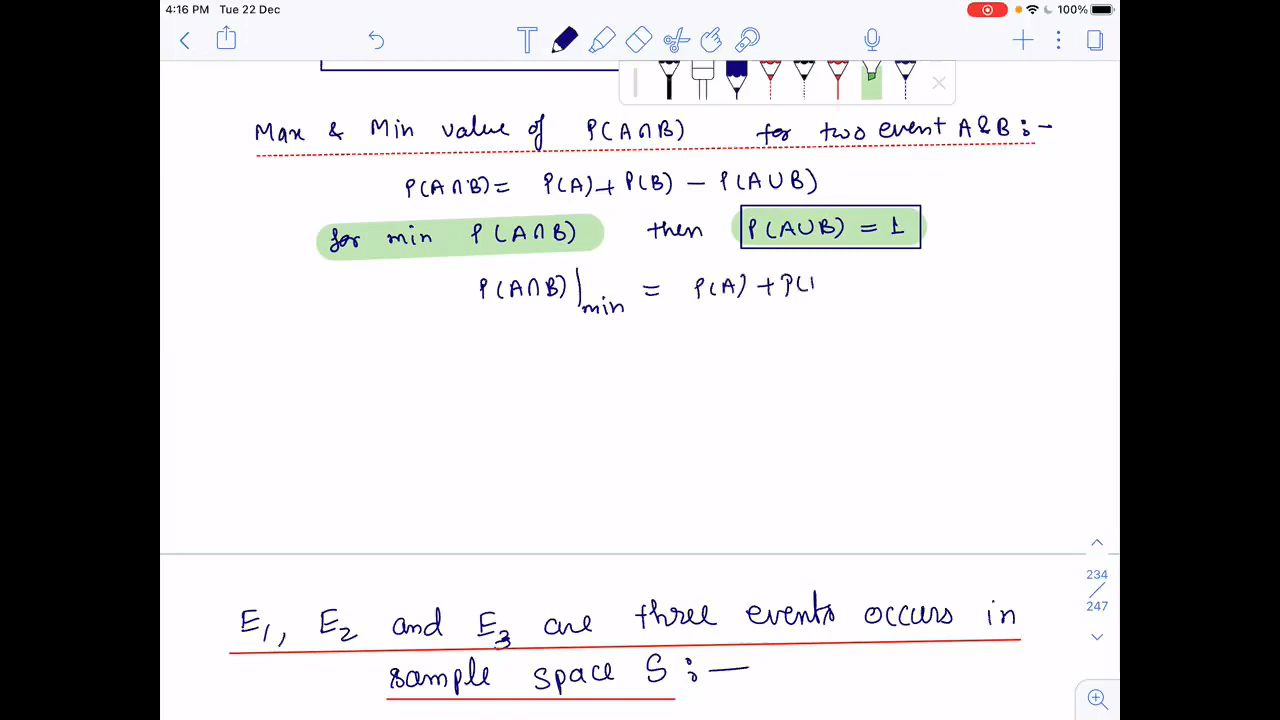 4:16 PM Tue 22 Dec
100%
T
Max & Min value of P(A∩B) for two event A&B :-
P(A∩B) = P(A) + P(B) - P(A∪B)
for min P(A∩B) then P(A∪B) = 1
P(A∩B)|min = P(A) + P(
234
247
E1, E2 and E3 are three events occurs in
sample space S :-